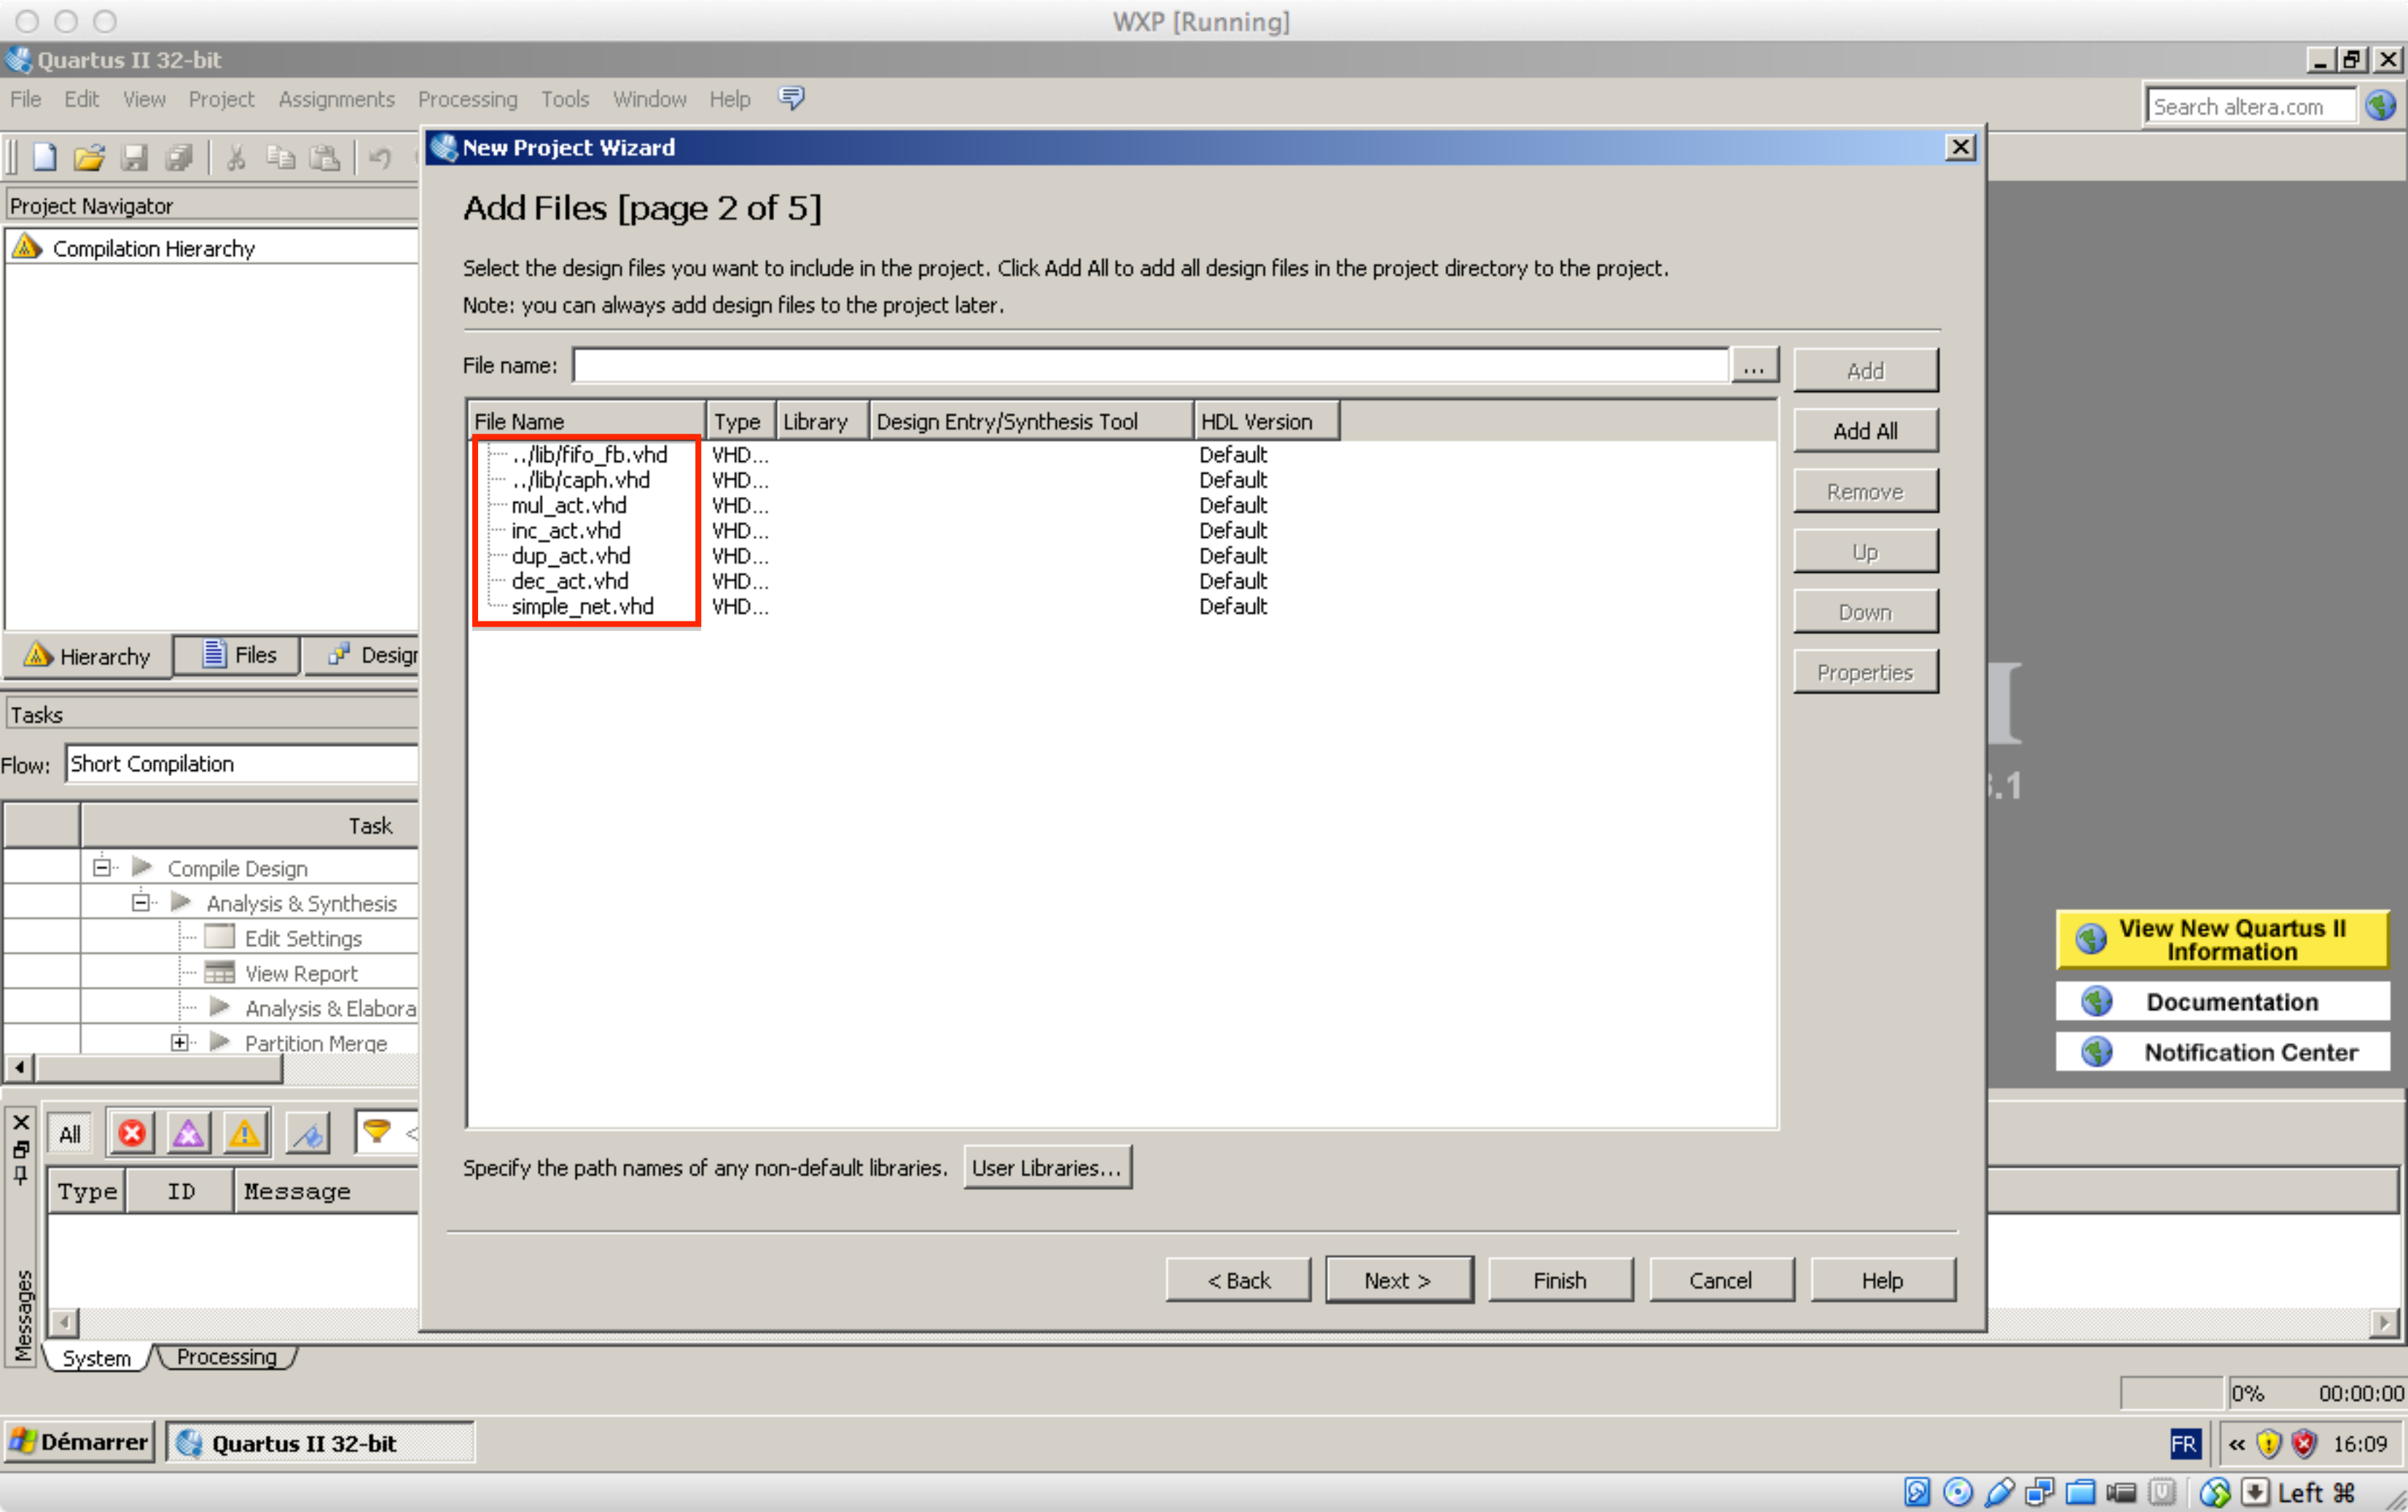 WXP [Running]
Quartus II 32-bit
File Edit View Project Assignments Processing Tools Window Help
Search altera.com
New Project Wizard
Project Navigator
Compilation Hierarchy
Add Files [page 2 of 5]
Select the design files you want to include in the project. Click Add All to add all design files in the project directory to the project.
Note: you can always add design files to the project later.
File name:
...
Add
File Name Type Library Design Entry/Synthesis Tool HDL Version
Add All
../lib/fifo_fb.vhd VHD... Default
../lib/caph.vhd VHD... Default
mul_act.vhd VHD... Default
inc_act.vhd VHD... Default
dup_act.vhd VHD... Default
dec_act.vhd VHD... Default
simple_net.vhd VHD... Default
Remove
Up
Down
Properties
Hierarchy Files Design
Tasks
Flow: Short Compilation
Task
Compile Design
Analysis & Synthesis
Edit Settings
View Report
Analysis & Elabora
Partition Merge
I
.1
View New Quartus II
Information
Documentation
Notification Center
All
<
Type ID Message
Messages
System Processing
Specify the path names of any non-default libraries. User Libraries...
< Back Next > Finish Cancel Help
0% 00:00:00
Démarrer Quartus II 32-bit
FR « 16:09
Left ⌘